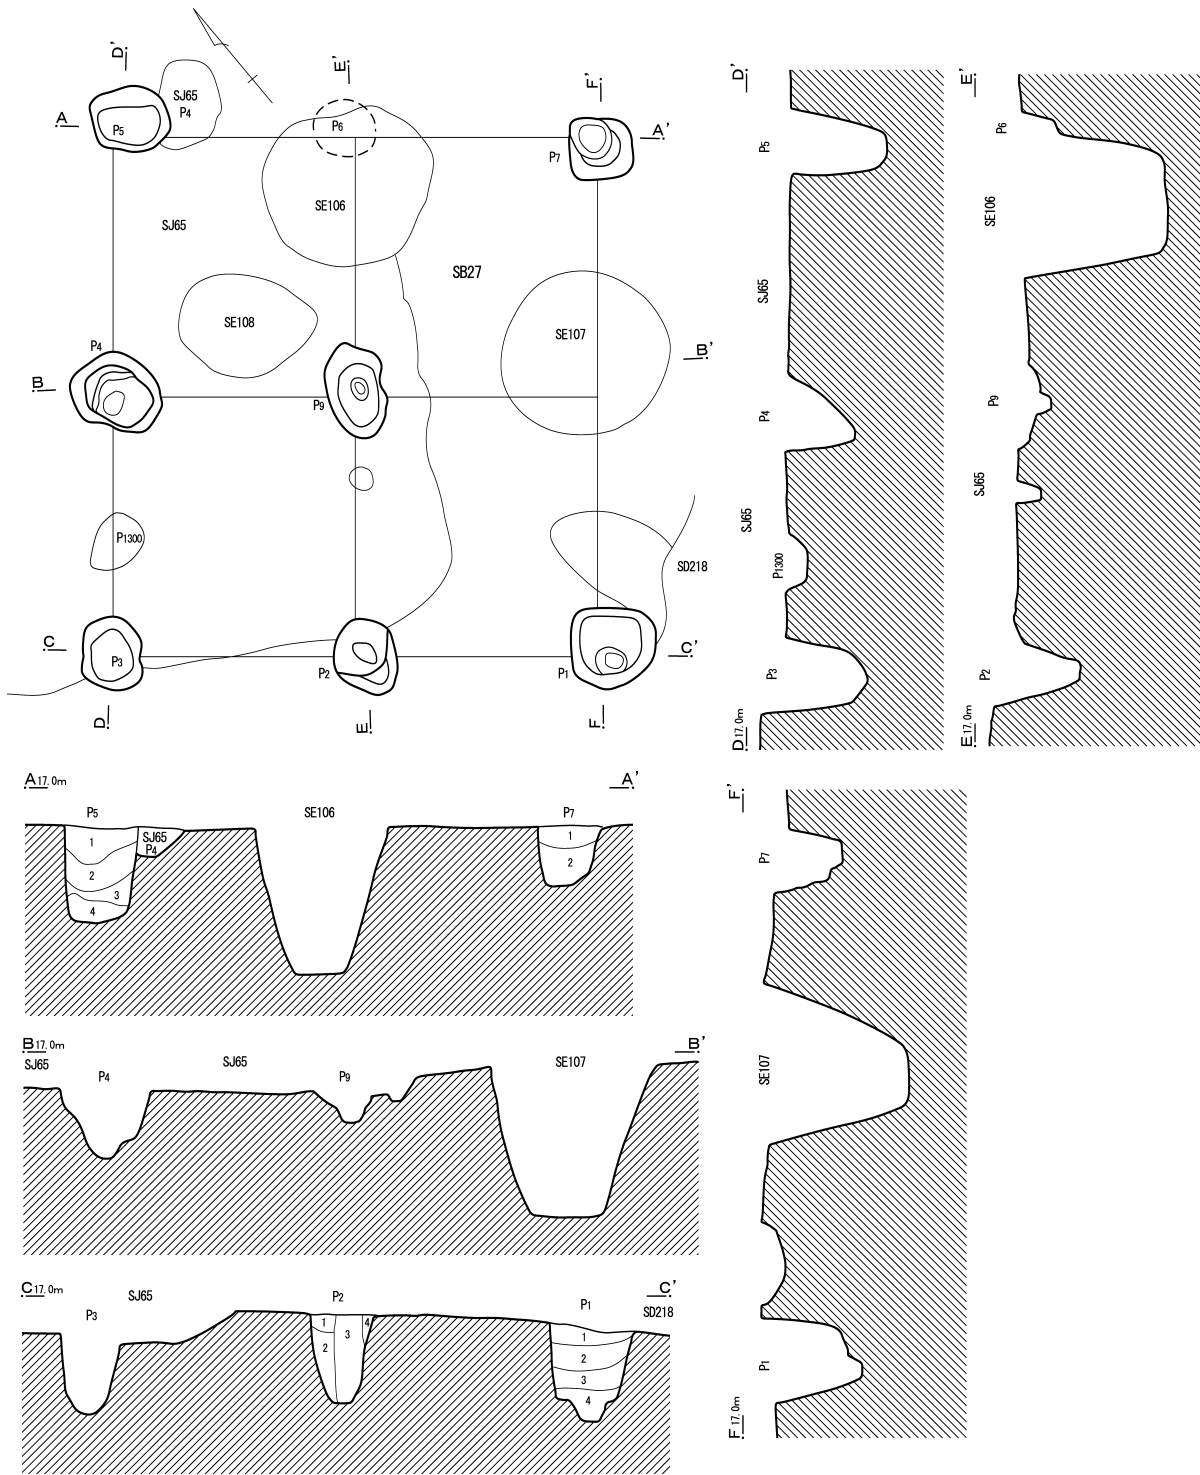 D'
E'
F'
SJ65
P4
A
P5
P6
A'
P7
SE106
SJ65
SB27
SE108
SE107
P4
B'
B
P9
P1300
SD218
C
P3
P2
P1
C'
D
E
F
D'
P5
SJ65
P4
SJ65
P1300
P3
D 17.0m
E'
P6
SE106
P9
SJ65
P2
E 17.0m
A 17.0m
A'
P5
SE106
P7
1
SJ65
P4
1
2
2
3
4
B 17.0m
B'
SJ65
P4
SJ65
P9
SE107
C 17.0m
C'
SJ65
P3
P2
P1
SD218
1
3
4
2
1
2
3
4
F'
P7
SE107
P1
F 17.0m